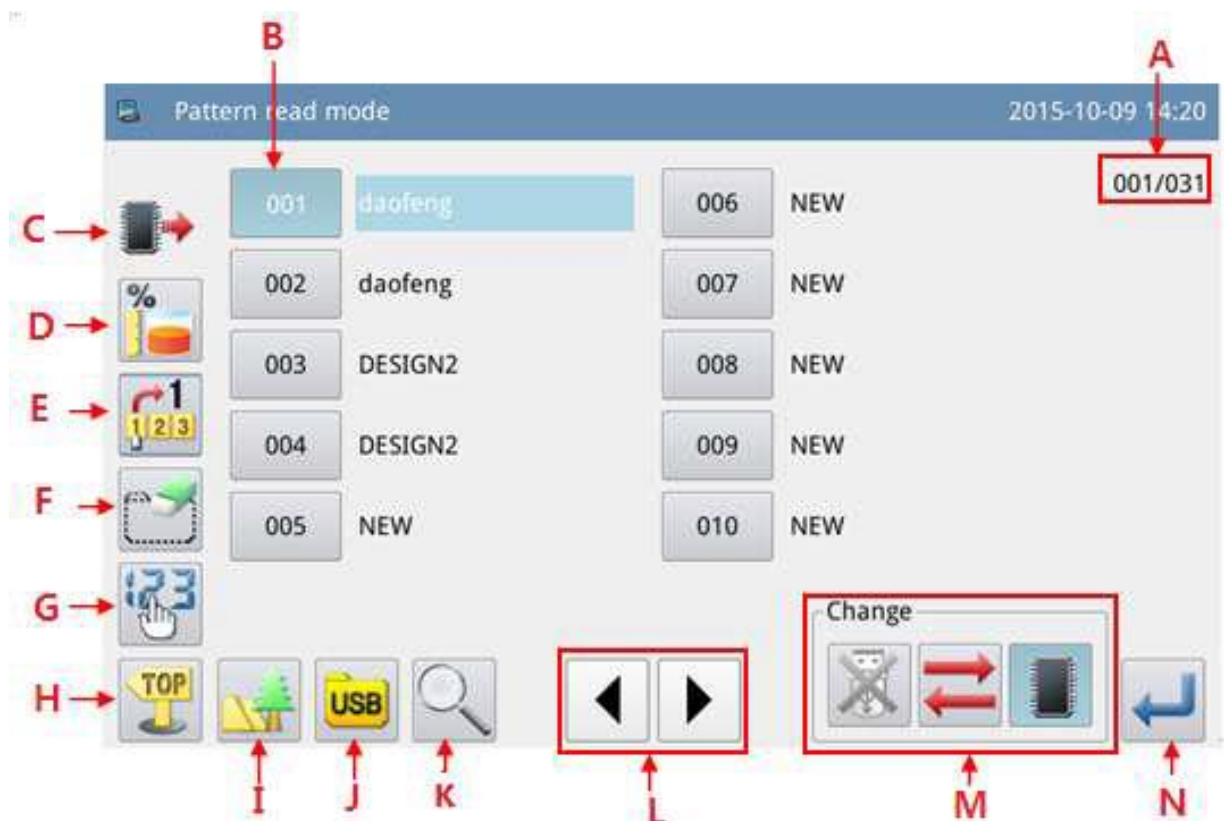 B
A
Pattern read mode 2015-10-09 14:20
001/031
001 daofeng 006 NEW
C
002 daofeng 007 NEW
%
D
003 DESIGN2 008 NEW
E
1
1 2 3
004 DESIGN2 009 NEW
F
005 NEW 010 NEW
G
123
Change
H
TOP
USB
I J K L M N